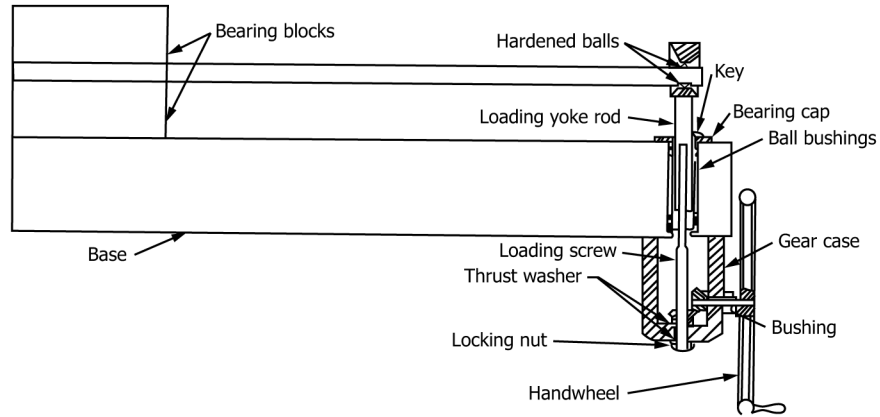 Bearing blocks
Hardened balls
Key
Loading yoke rod
Bearing cap
Ball bushings
Base
Loading screw
Gear case
Thrust washer
Bushing
Locking nut
Handwheel